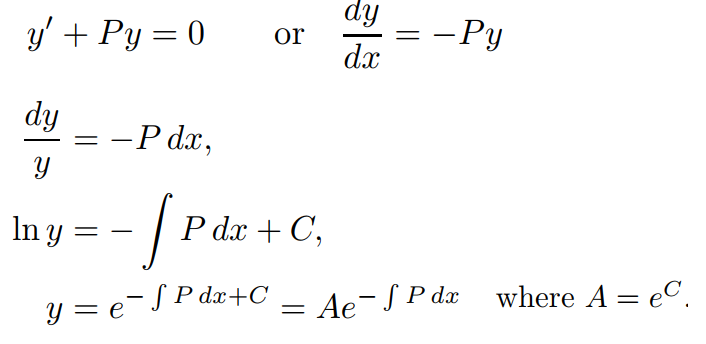 y′ + Py = 0 or dy/dx = −Py
dy/y = −P dx,
ln y = − ∫ P dx + C,
y = e^{−∫ P dx+C} = Ae^{−∫ P dx} where A = e^C.